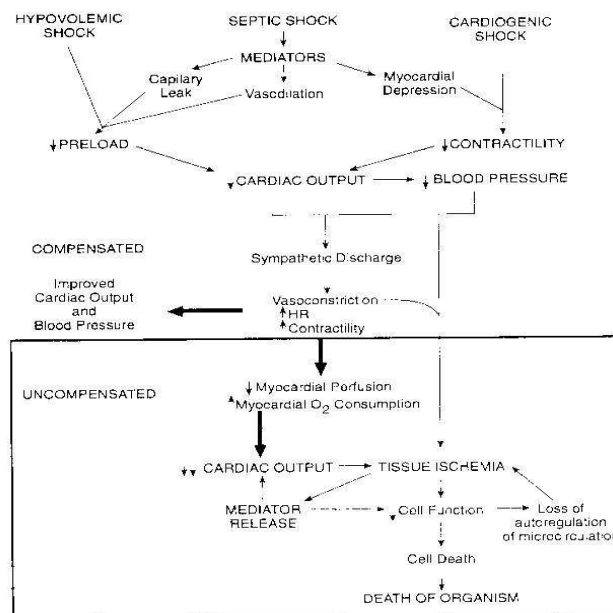 HYPOVOLEMIC
SHOCK
SEPTIC SHOCK
CARDIOGENIC
SHOCK
MEDIATORS
Capilary
Leak
Vasodilation
Myocardial
Depression
↓PRELOAD
↓CONTRACTILITY
↓CARDIAC OUTPUT
↓BLOOD PRESSURE
Sympathetic Discharge
COMPENSATED
Improved
Cardiac Output
and
Blood Pressure
Vasoconstriction
↑HR
↑Contractility
UNCOMPENSATED
↓Myocardial Perfusion
↑Myocardial O₂ Consumption
↓↓ CARDIAC OUTPUT
TISSUE ISCHEMIA
MEDIATOR
RELEASE
↓Cell Function
Loss of
autoregulation
of microcirculation
Cell Death
DEATH OF ORGANISM